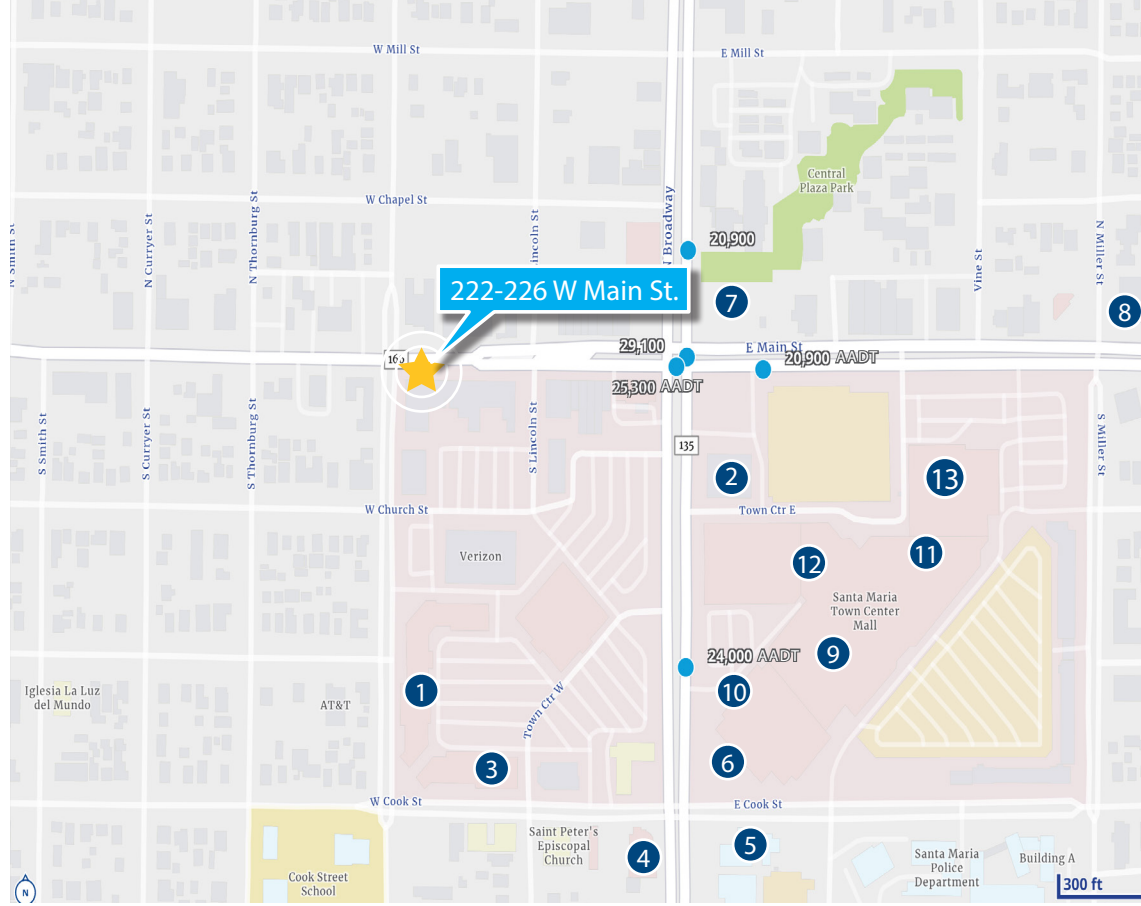 W Mill St
E Mill St
Central
Plaza Park
W Chapel St
N Smith St
N Curryer St
N Thornburg St
Lincoln St
N Broadway
Vine St
N Miller St
20,900
222-226 W Main St.
7
8
29,100
E Main St
20,900 AADT
166
25,300 AADT
135
S Smith St
S Curryer St
S Thornburg St
S Lincoln St
S Miller St
2
13
W Church St
Town Ctr E
Verizon
12
11
Santa Maria
Town Center
Mall
9
24,000 AADT
Iglesia La Luz
del Mundo
AT&T
1
10
Town Ctr W
3
6
W Cook St
E Cook St
Saint Peter's
Episcopal
Church
4
5
Santa Maria
Police
Department
Building A
Cook Street
School
N
300 ft